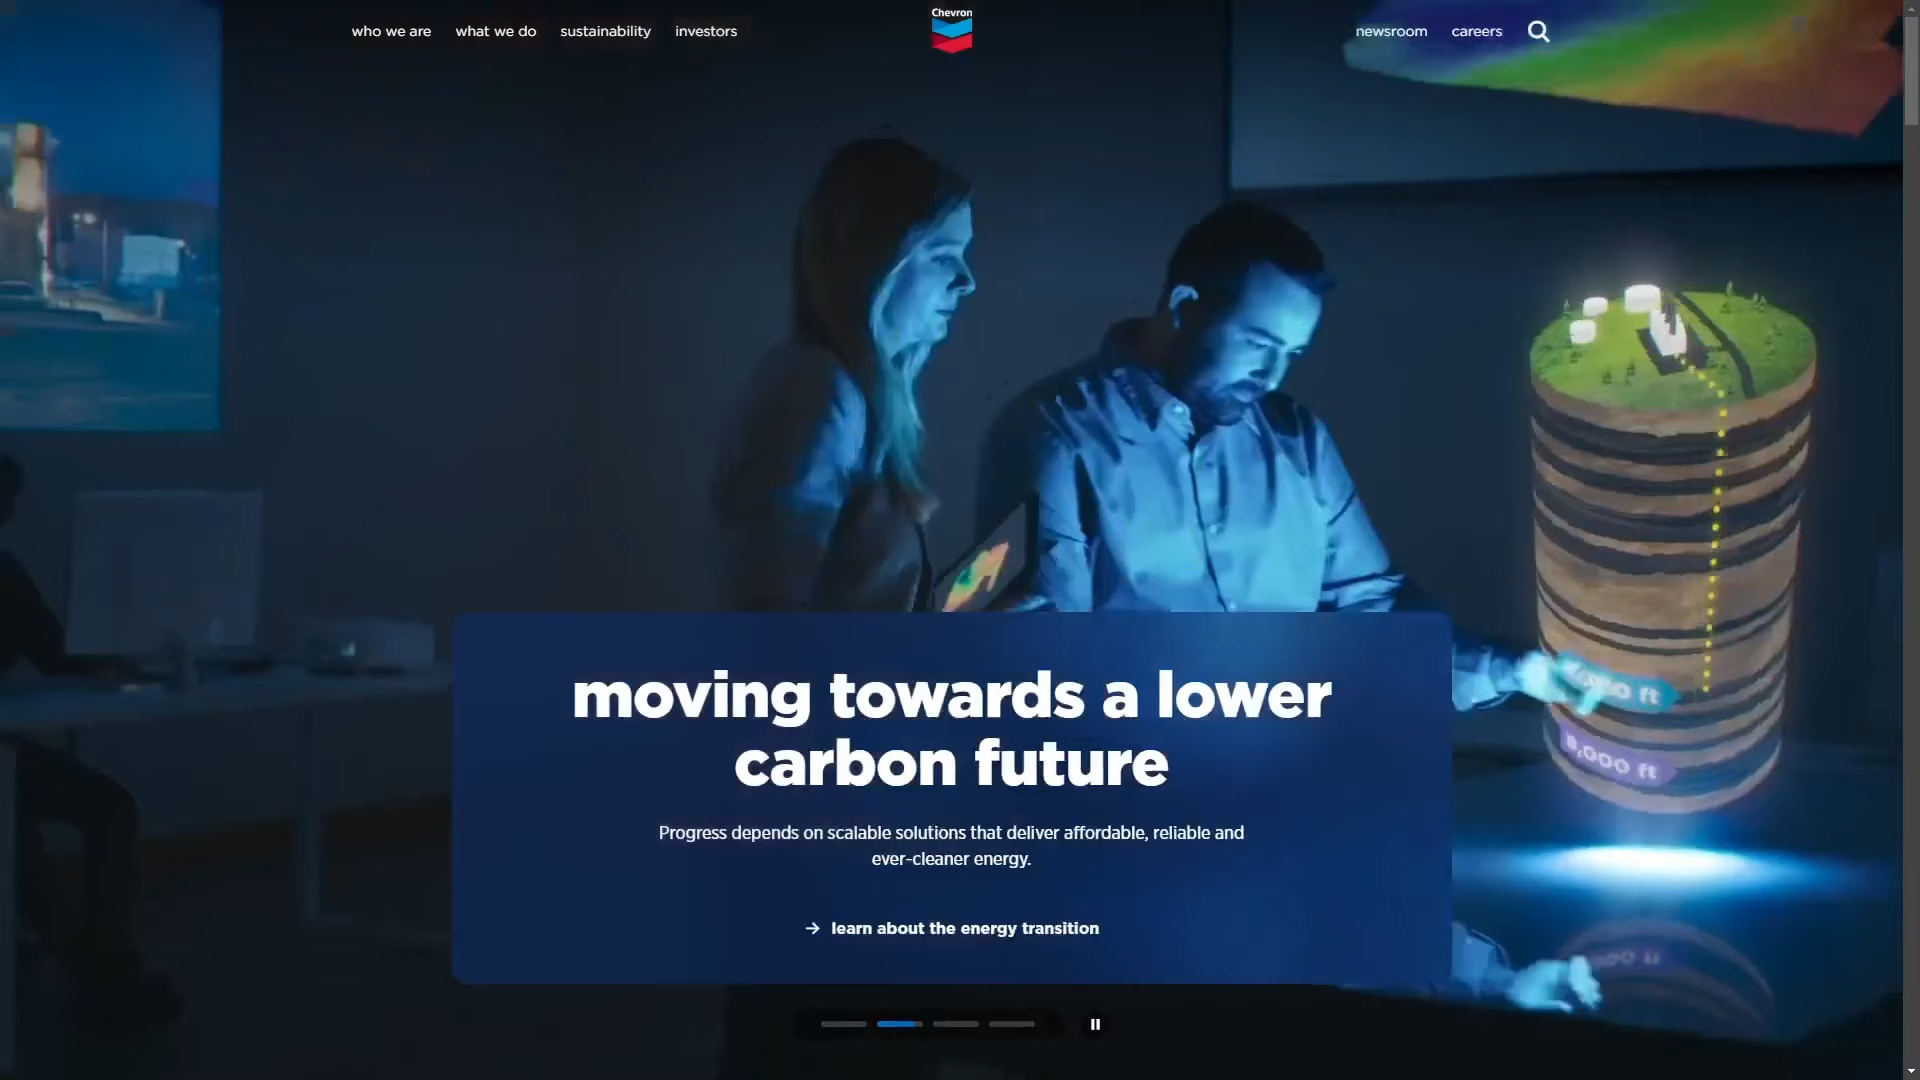 who we are
what we do
sustainability
investors
Chevron
newsroom
careers
moving towards a lower
carbon future
Progress depends on scalable solutions that deliver affordable, reliable and
ever-cleaner energy.
→ learn about the energy transition
ft
8,000 ft